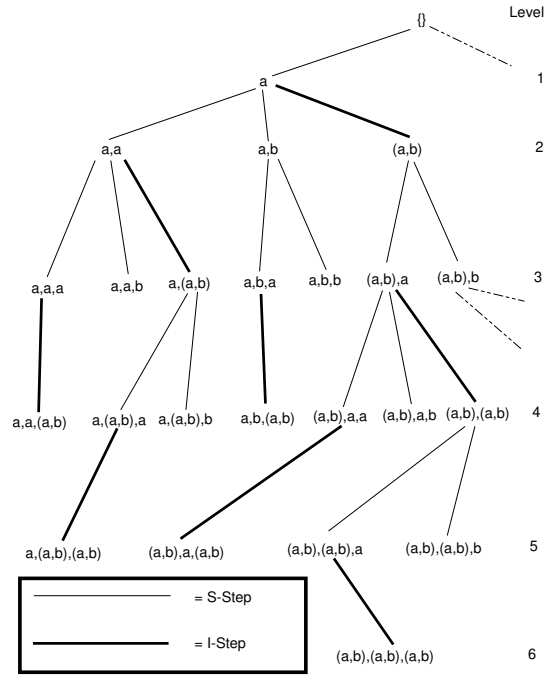 Level
{}
a
1
a,a
a,b
(a,b)
2
a,a,a
a,a,b
a,(a,b)
a,b,a
a,b,b
(a,b),a
(a,b),b
3
a,a,(a,b)
a,(a,b),a
a,(a,b),b
a,b,(a,b)
(a,b),a,a
(a,b),a,b
(a,b),(a,b)
4
a,(a,b),(a,b)
(a,b),a,(a,b)
(a,b),(a,b),a
(a,b),(a,b),b
5
= S-Step
= I-Step
(a,b),(a,b),(a,b)
6